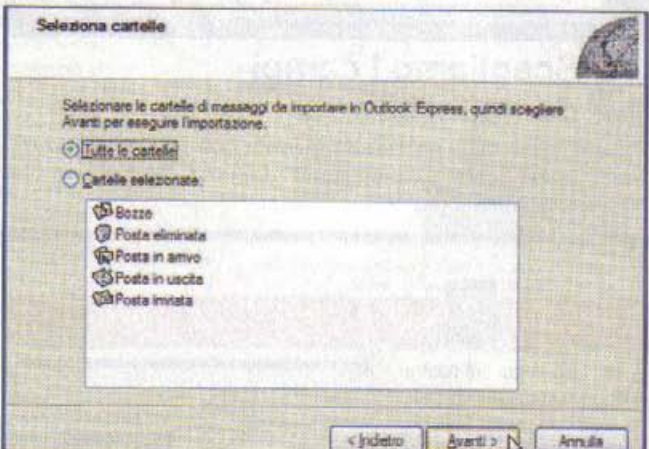 Seleziona cartelle
Selezionare le cartelle di messaggi da importare in Outlook Express, quindi scegliere
Avanti per eseguire l'importazione.
Tutte le cartelle
Cartelle selezionate:
Bozze
Posta eliminata
Posta in arrivo
Posta in uscita
Posta inviata
< Indietro
Avanti >
Annulla